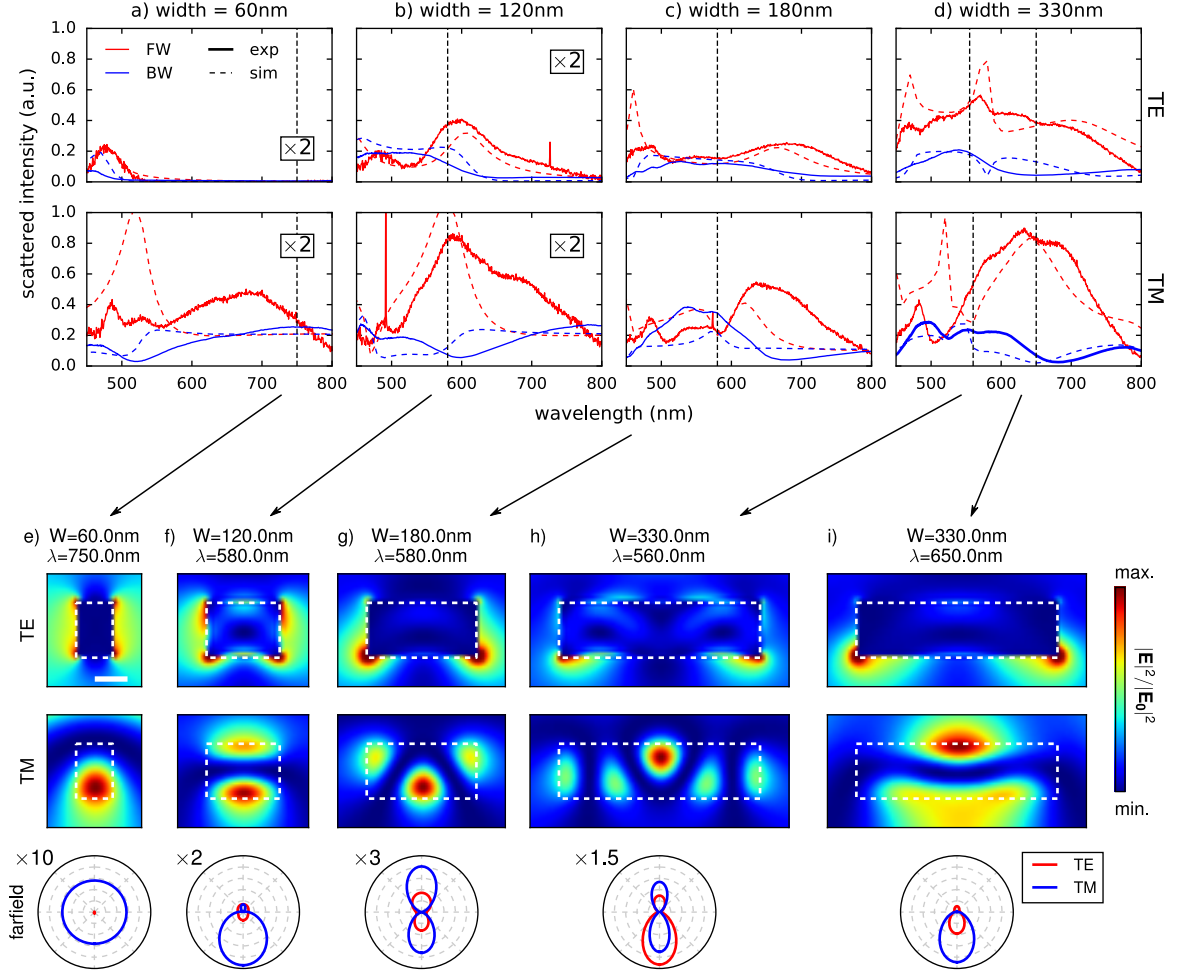 a) width = 60nm
b) width = 120nm
c) width = 180nm
d) width = 330nm
scattered intensity (a.u.)
1.0
0.8
0.6
0.4
0.2
0.0
FW
BW
exp
sim
×2
×2
TE
1.0
0.8
0.6
0.4
0.2
0.0
×2
×2
TM
500 600 700 800
500 600 700 800
500 600 700 800
500 600 700 800
wavelength (nm)
e) W=60.0nm
λ=750.0nm
f) W=120.0nm
λ=580.0nm
g) W=180.0nm
λ=580.0nm
h) W=330.0nm
λ=560.0nm
i) W=330.0nm
λ=650.0nm
TE
TM
max.
|E|²/|E₀|²
min.
farfield
×10
×2
×3
×1.5
TE
TM